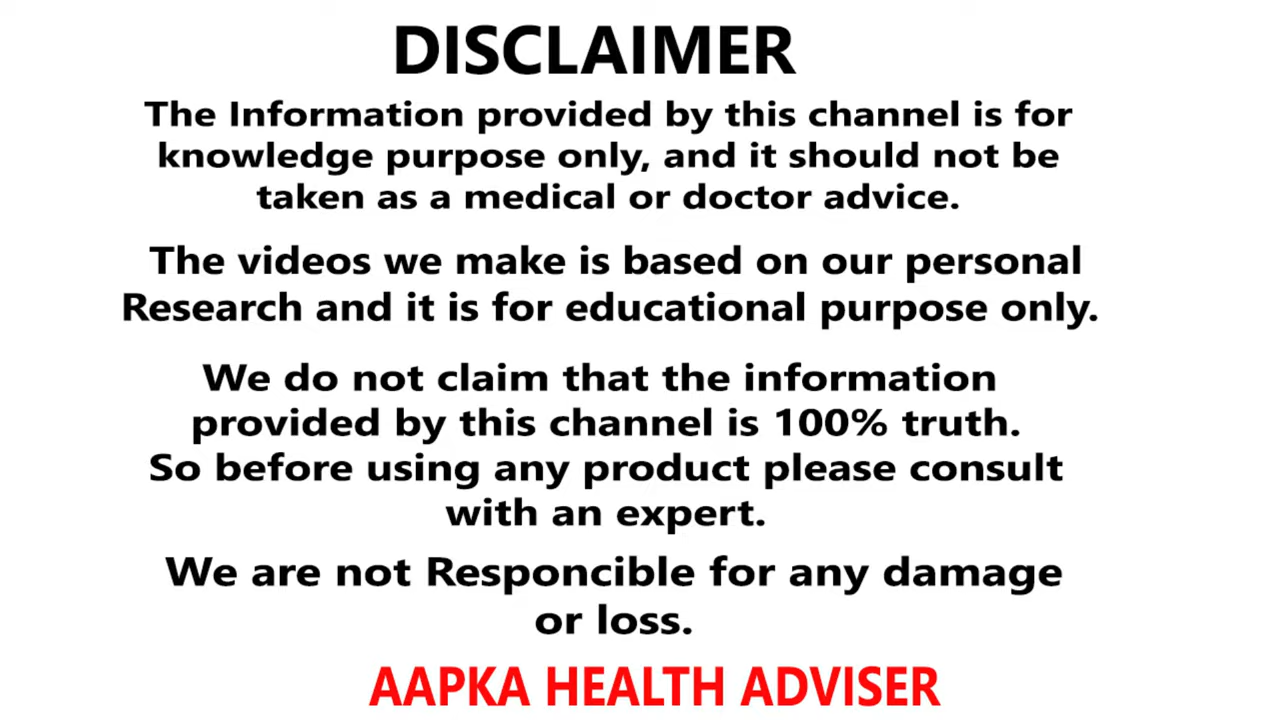 DISCLAIMER
The Information provided by this channel is for
knowledge purpose only, and it should not be
taken as a medical or doctor advice.
The videos we make is based on our personal
Research and it is for educational purpose only.
We do not claim that the information
provided by this channel is 100% truth.
So before using any product please consult
with an expert.
We are not Responcible for any damage
or loss.
AAPKA HEALTH ADVISER